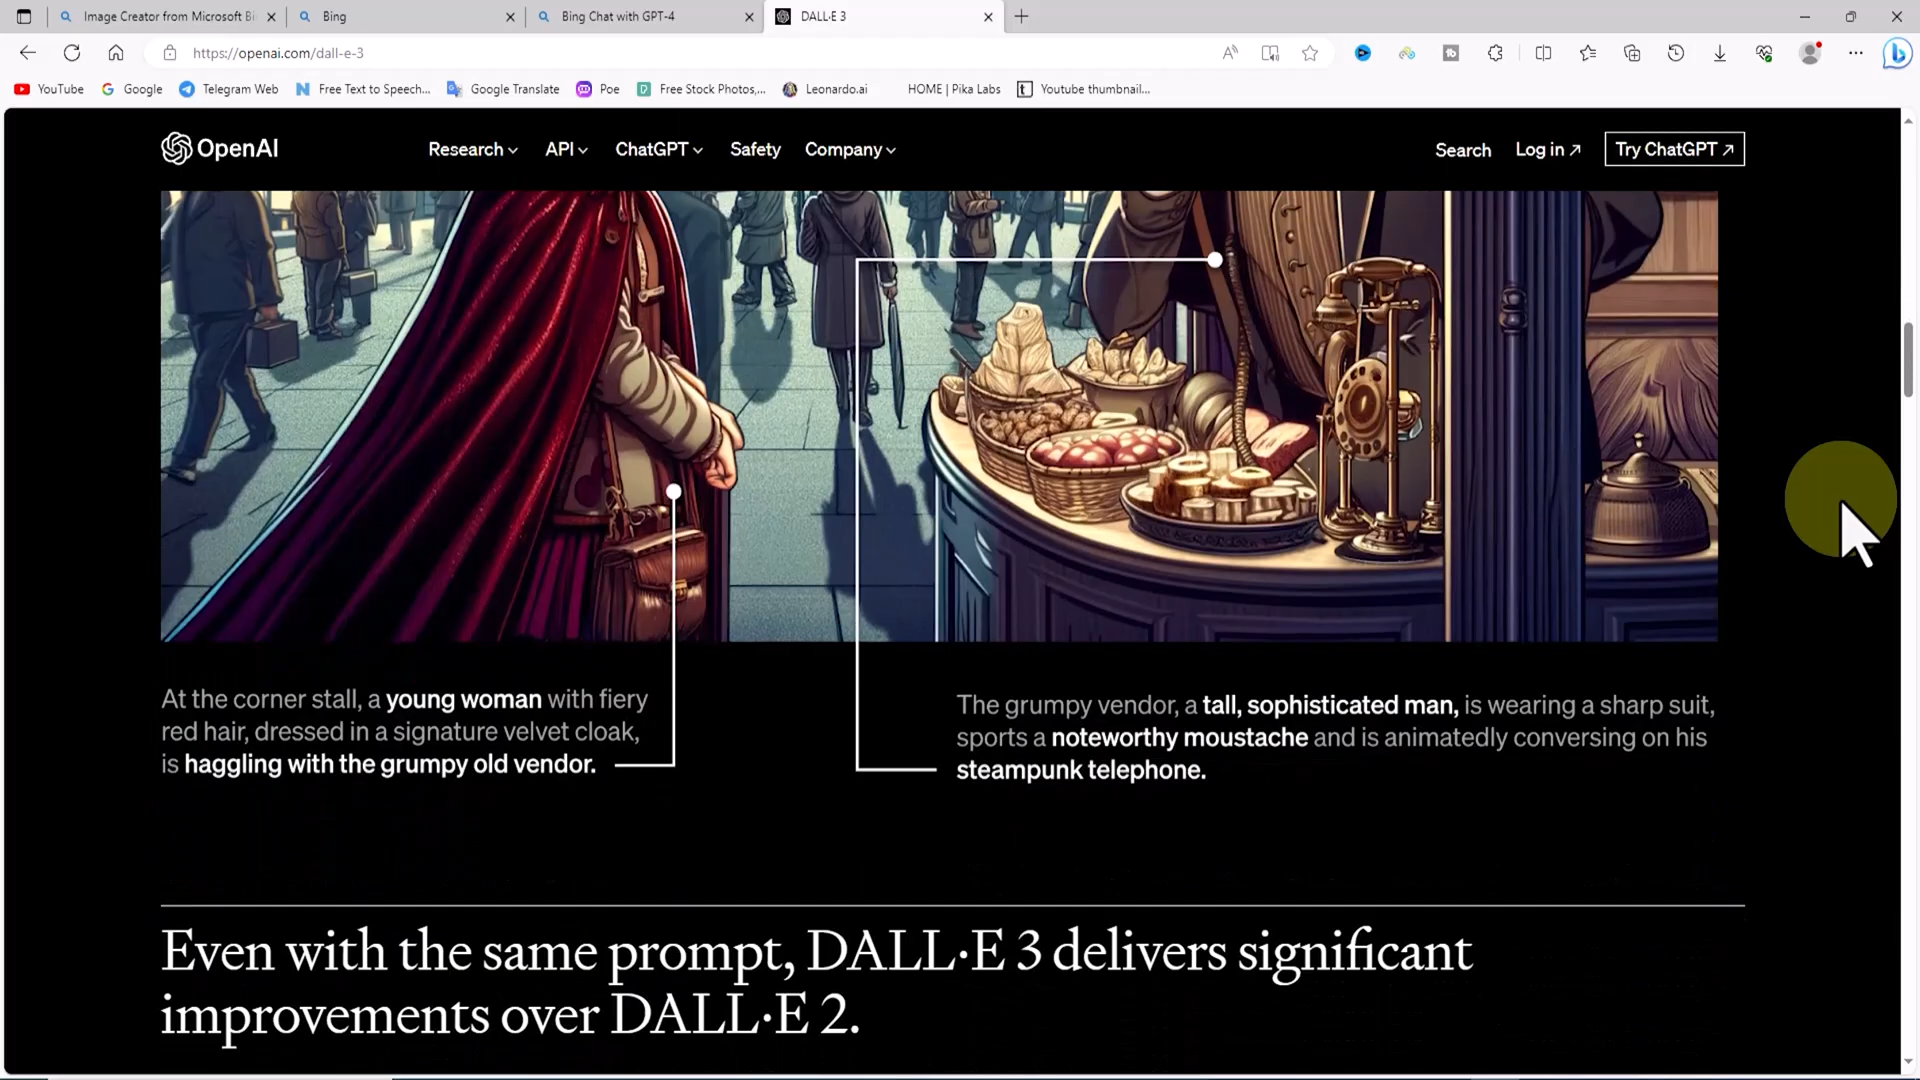 Image Creator from Microsoft Bi
Bing
Bing Chat with GPT-4
DALL·E 3
https://openai.com/dall-e-3
YouTube
Google
Telegram Web
Free Text to Speech...
Google Translate
Poe
Free Stock Photos,...
Leonardo.ai
HOME | Pika Labs
Youtube thumbnail...
OpenAI
Research
API
ChatGPT
Safety
Company
Search
Log in ↗
Try ChatGPT ↗
At the corner stall, a young woman with fiery
red hair, dressed in a signature velvet cloak,
is haggling with the grumpy old vendor.
The grumpy vendor, a tall, sophisticated man, is wearing a sharp suit,
sports a noteworthy moustache and is animatedly conversing on his
steampunk telephone.
Even with the same prompt, DALL·E 3 delivers significant
improvements over DALL·E 2.